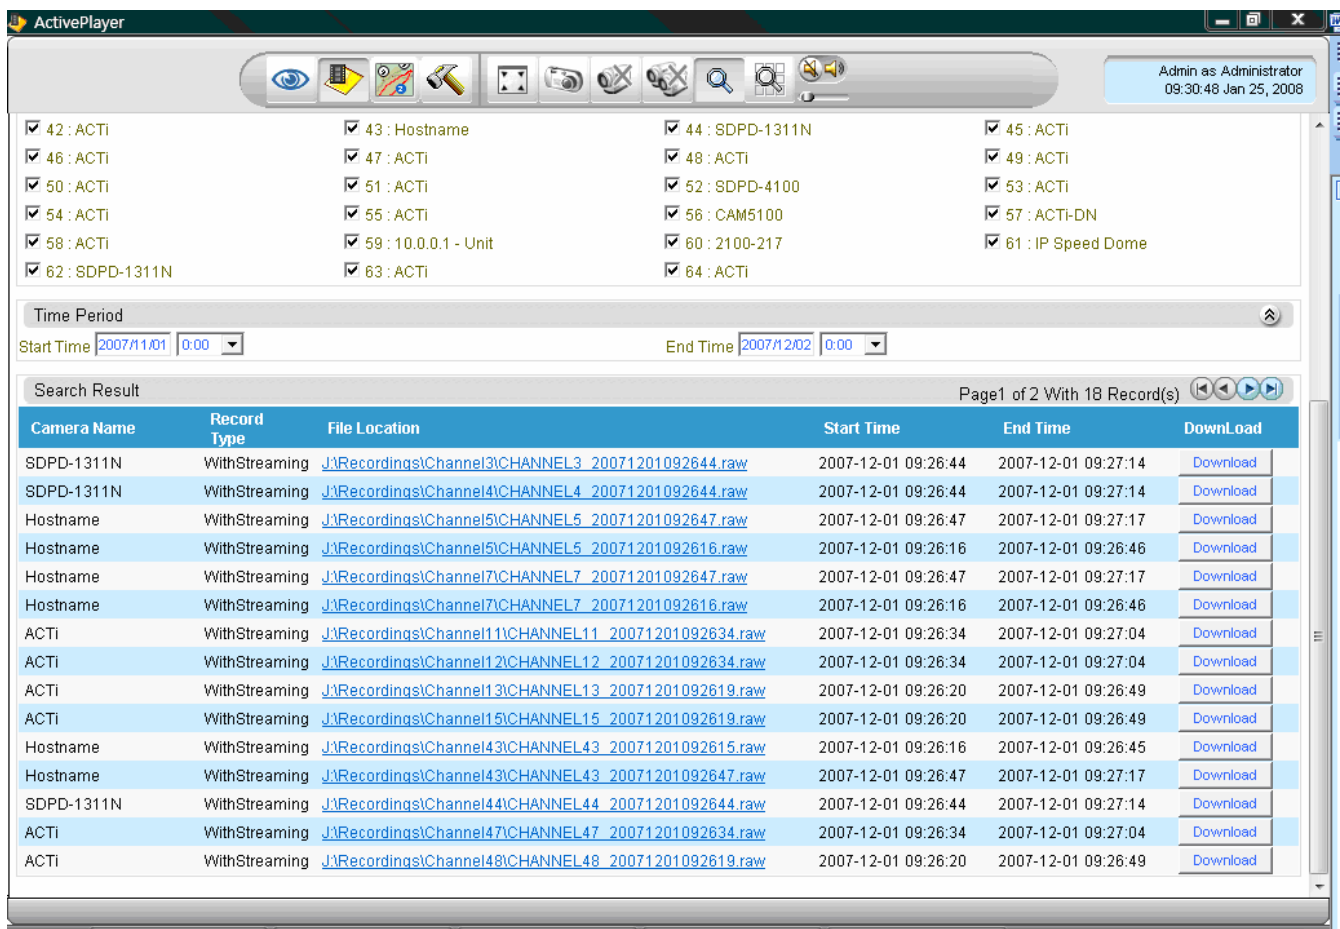 ActivePlayer
Admin as Administrator
09:30:48 Jan 25, 2008
42 : ACTi 43 : Hostname 44 : SDPD-1311N 45 : ACTi
46 : ACTi 47 : ACTi 48 : ACTi 49 : ACTi
50 : ACTi 51 : ACTi 52 : SDPD-4100 53 : ACTi
54 : ACTi 55 : ACTi 56 : CAM5100 57 : ACTi-DN
58 : ACTi 59 : 10.0.0.1 - Unit 60 : 2100-217 61 : IP Speed Dome
62 : SDPD-1311N 63 : ACTi 64 : ACTi
Time Period
Start Time 2007/11/01 0:00 End Time 2007/12/02 0:00
Search Result Page1 of 2 With 18 Record(s)
Camera Name Record Type File Location Start Time End Time DownLoad
SDPD-1311N WithStreaming J:\Recordings\Channel3\CHANNEL3_20071201092644.raw 2007-12-01 09:26:44 2007-12-01 09:27:14 Download
SDPD-1311N WithStreaming J:\Recordings\Channel4\CHANNEL4_20071201092644.raw 2007-12-01 09:26:44 2007-12-01 09:27:14 Download
Hostname WithStreaming J:\Recordings\Channel5\CHANNEL5_20071201092647.raw 2007-12-01 09:26:47 2007-12-01 09:27:17 Download
Hostname WithStreaming J:\Recordings\Channel5\CHANNEL5_20071201092616.raw 2007-12-01 09:26:16 2007-12-01 09:26:46 Download
Hostname WithStreaming J:\Recordings\Channel7\CHANNEL7_20071201092647.raw 2007-12-01 09:26:47 2007-12-01 09:27:17 Download
Hostname WithStreaming J:\Recordings\Channel7\CHANNEL7_20071201092616.raw 2007-12-01 09:26:16 2007-12-01 09:26:46 Download
ACTi WithStreaming J:\Recordings\Channel11\CHANNEL11_20071201092634.raw 2007-12-01 09:26:34 2007-12-01 09:27:04 Download
ACTi WithStreaming J:\Recordings\Channel12\CHANNEL12_20071201092634.raw 2007-12-01 09:26:34 2007-12-01 09:27:04 Download
ACTi WithStreaming J:\Recordings\Channel13\CHANNEL13_20071201092619.raw 2007-12-01 09:26:20 2007-12-01 09:26:49 Download
ACTi WithStreaming J:\Recordings\Channel15\CHANNEL15_20071201092619.raw 2007-12-01 09:26:20 2007-12-01 09:26:49 Download
Hostname WithStreaming J:\Recordings\Channel43\CHANNEL43_20071201092615.raw 2007-12-01 09:26:16 2007-12-01 09:26:45 Download
Hostname WithStreaming J:\Recordings\Channel43\CHANNEL43_20071201092647.raw 2007-12-01 09:26:47 2007-12-01 09:27:17 Download
SDPD-1311N WithStreaming J:\Recordings\Channel44\CHANNEL44_20071201092644.raw 2007-12-01 09:26:44 2007-12-01 09:27:14 Download
ACTi WithStreaming J:\Recordings\Channel47\CHANNEL47_20071201092634.raw 2007-12-01 09:26:34 2007-12-01 09:27:04 Download
ACTi WithStreaming J:\Recordings\Channel48\CHANNEL48_20071201092619.raw 2007-12-01 09:26:20 2007-12-01 09:26:49 Download